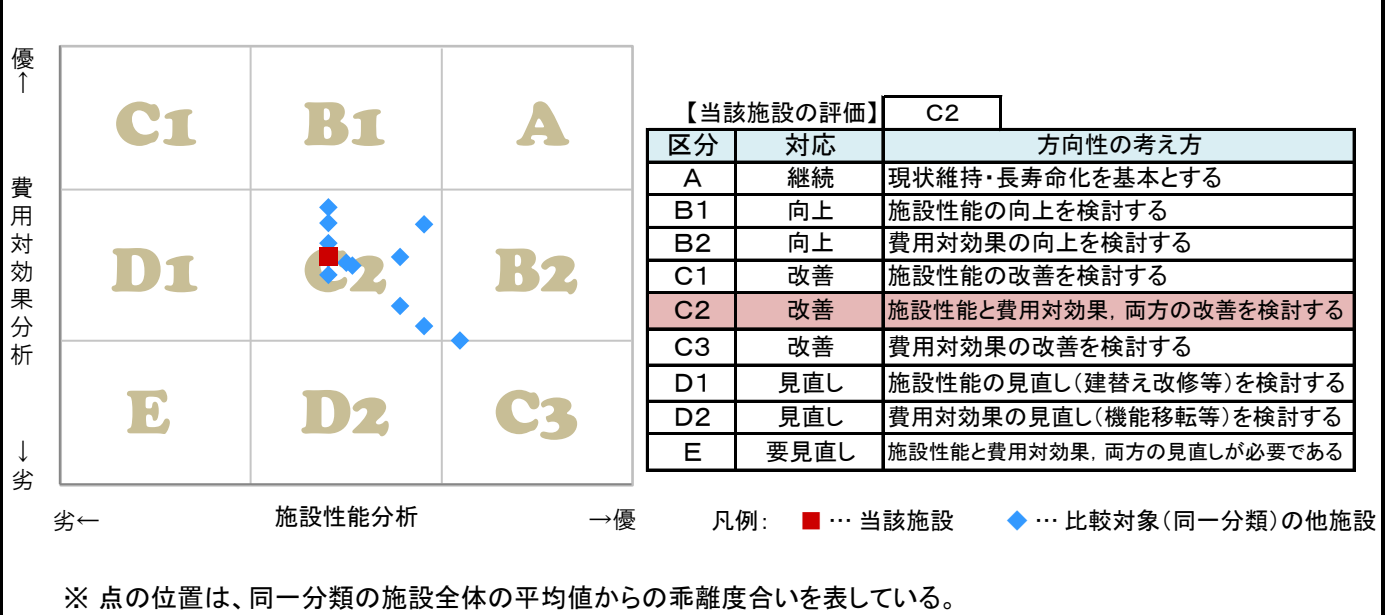 優
↑
費用対効果分析
↓
劣
C1 B1 A
D1 C2 B2
E D2 C3
劣← 施設性能分析 →優
【当該施設の評価】 C2
区分 対応 方向性の考え方
A 継続 現状維持・長寿命化を基本とする
B1 向上 施設性能の向上を検討する
B2 向上 費用対効果の向上を検討する
C1 改善 施設性能の改善を検討する
C2 改善 施設性能と費用対効果，両方の改善を検討する
C3 改善 費用対効果の改善を検討する
D1 見直し 施設性能の見直し（建替え改修等）を検討する
D2 見直し 費用対効果の見直し（機能移転等）を検討する
E 要見直し 施設性能と費用対効果，両方の見直しが必要である
凡例： ■ … 当該施設 ◆ … 比較対象（同一分類）の他施設
※ 点の位置は、同一分類の施設全体の平均値からの乖離度合いを表している。